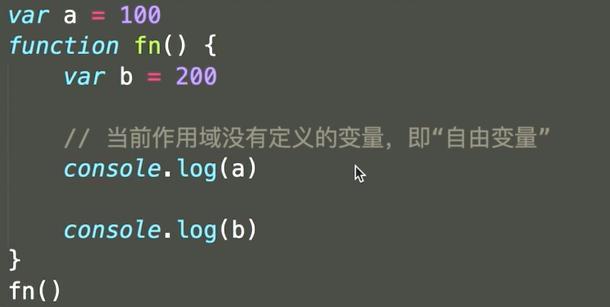 var a = 100
function fn() {
    var b = 200
    // 当前作用域没有定义的变量，即“自由变量”
    console.log(a)
    console.log(b)
}
fn()